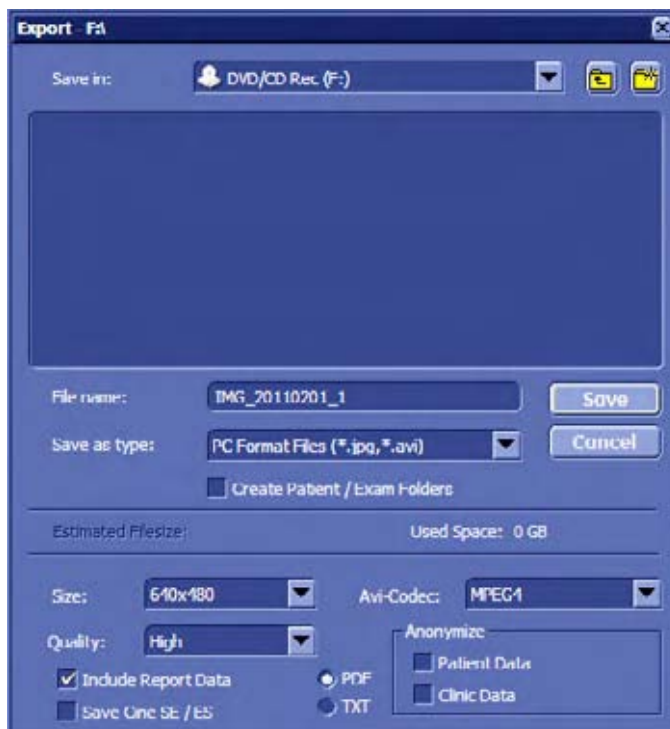 Export F:\
Save in: DVD/CD Rec (F:)
File name: IMG_20110201_1 Save
Save as type: PC Format Files (*.jpg,*.avi) Cancel
Create Patient / Exam Folders
Estimated Filesize: Used Space: 0 GB
Size: 640x480 Avi-Codec: MPEG4
Quality: High Anonymize
Patient Data
Include Report Data PDF
Clinic Data
Save One SE / ES TXT